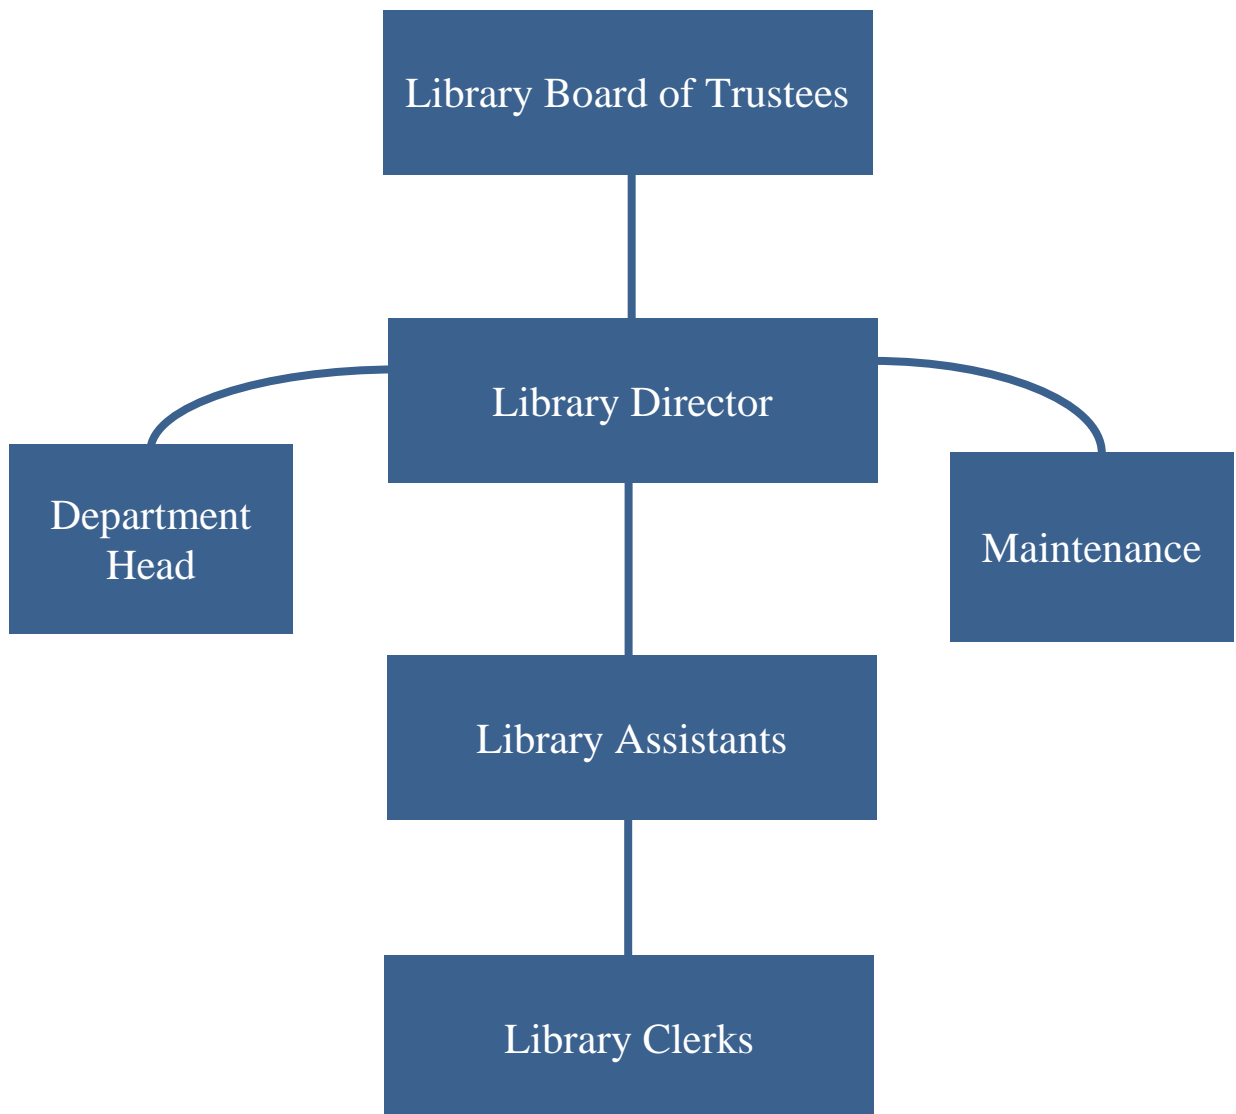 Library Board of Trustees
Library Director
Department
Head
Maintenance
Library Assistants
Library Clerks